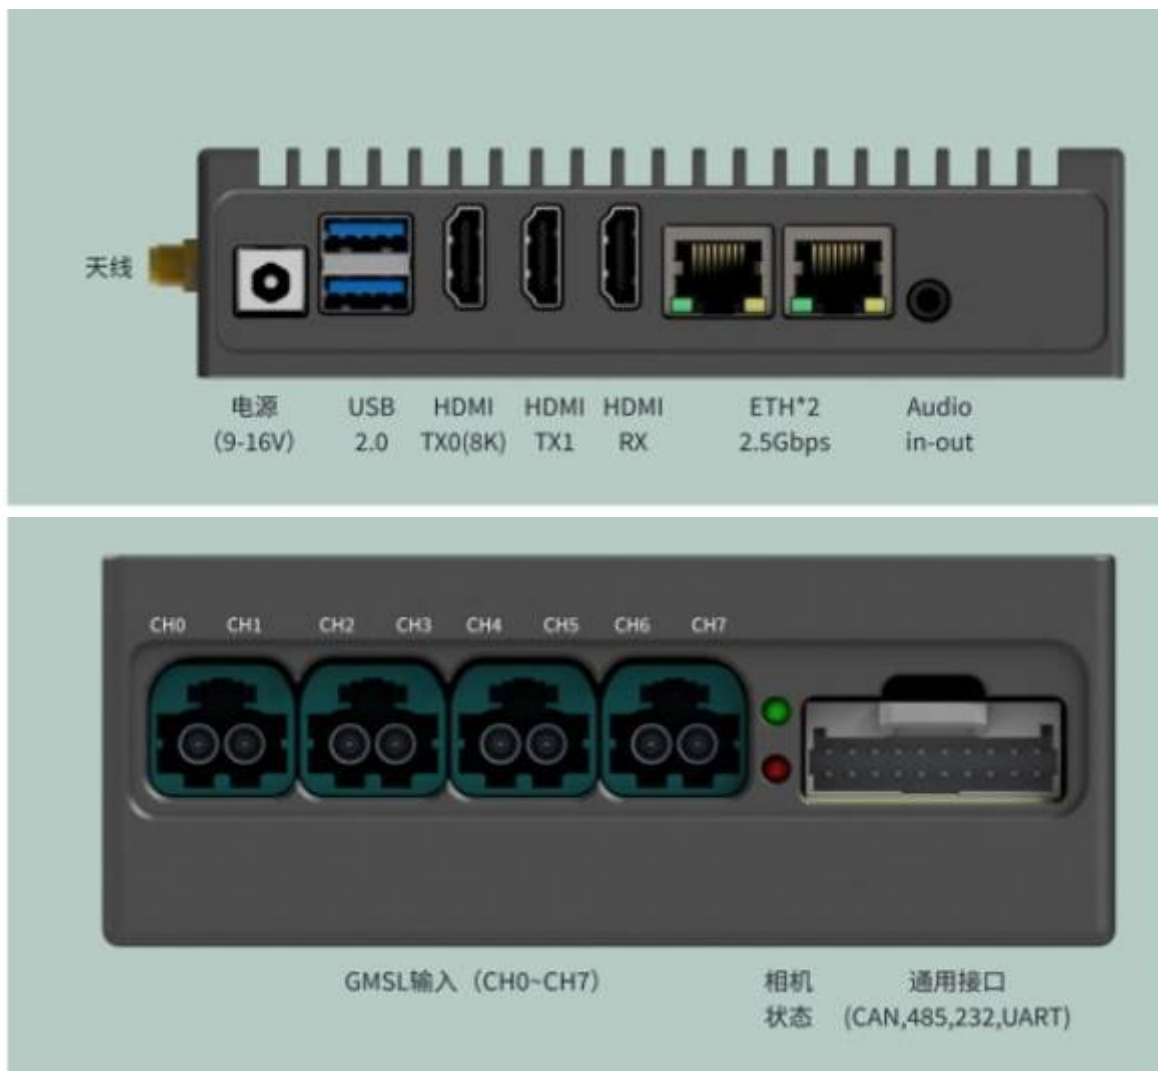 天线
电源 USB HDMI HDMI HDMI ETH*2 Audio
（9-16V） 2.0 TX0(8K) TX1 RX 2.5Gbps in-out
CH0 CH1 CH2 CH3 CH4 CH5 CH6 CH7
GMSL输入（CH0~CH7） 相机 通用接口
状态 (CAN,485,232,UART)